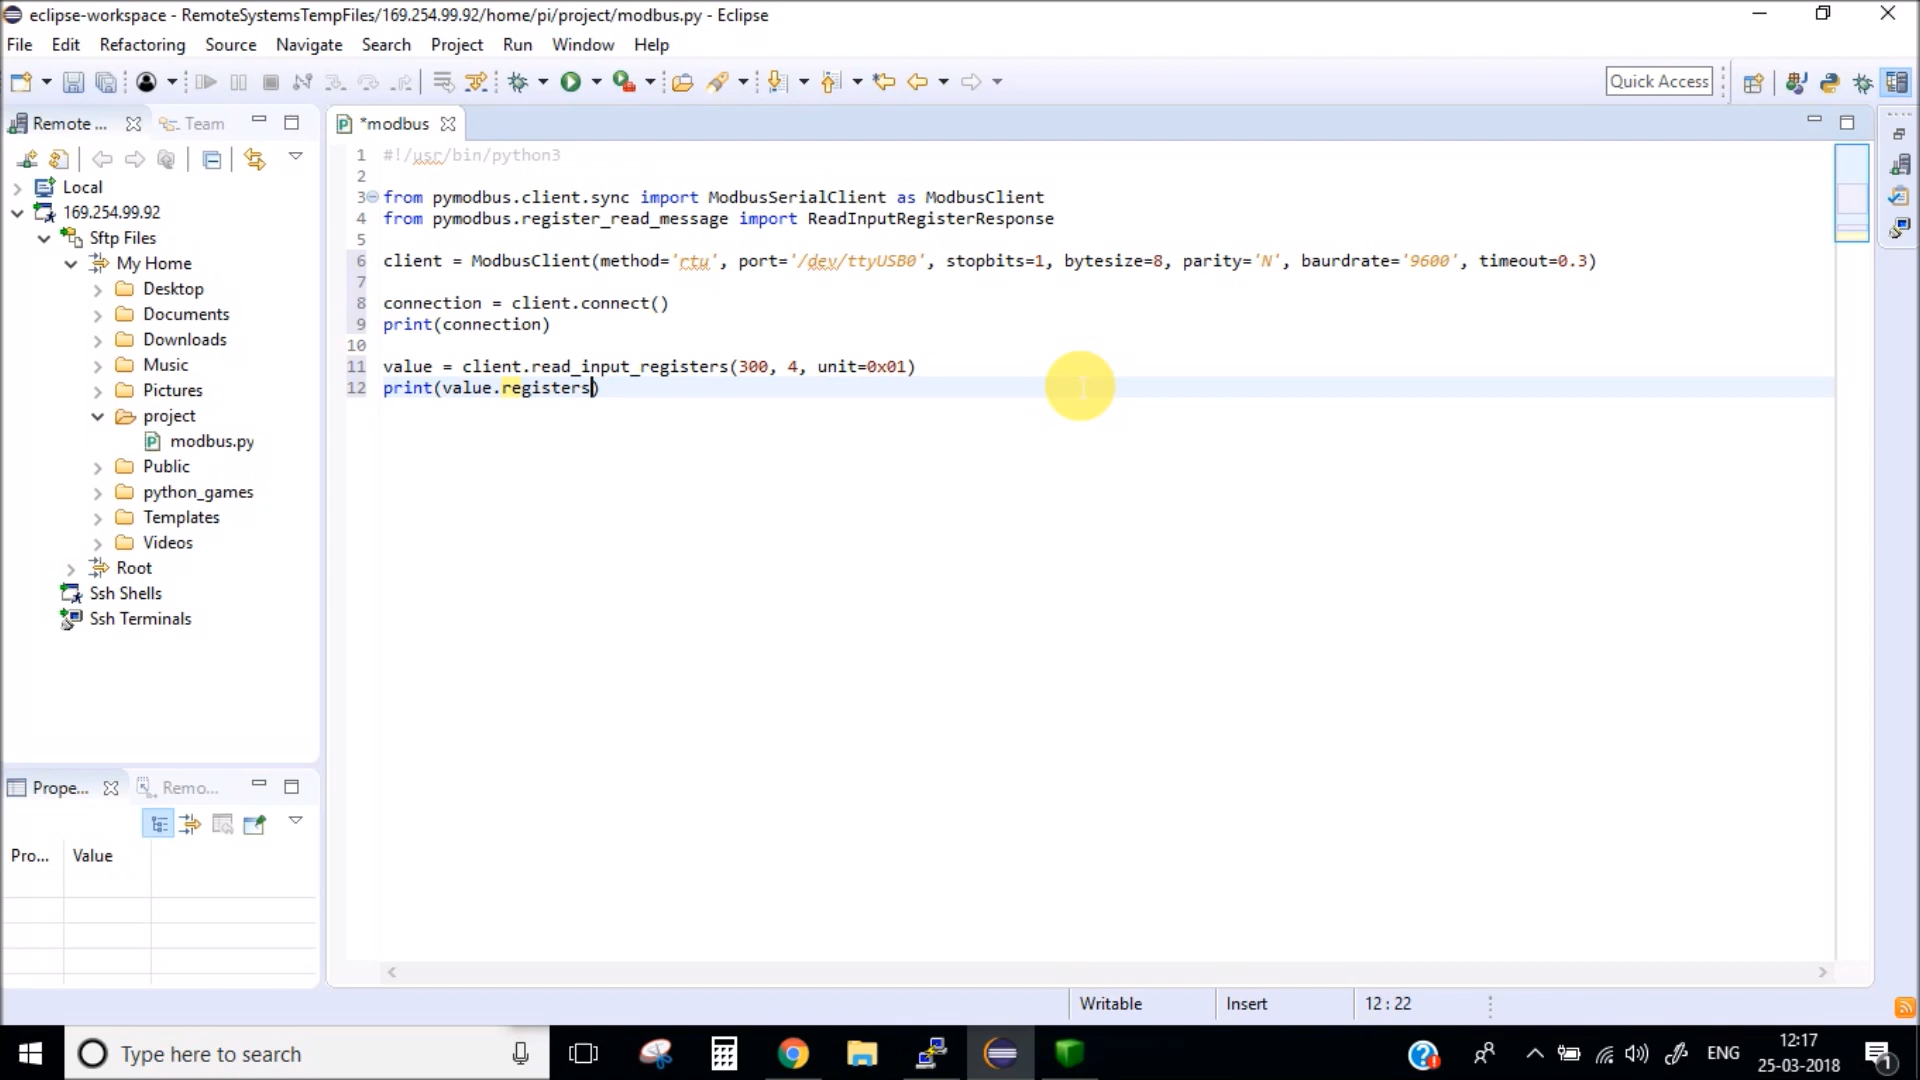 eclipse-workspace - RemoteSystemsTempFiles/169.254.99.92/home/pi/project/modbus.py - Eclipse
File Edit Refactoring Source Navigate Search Project Run Window Help
Quick Access
Remote ... Team
*modbus
Local
169.254.99.92
Sftp Files
My Home
Desktop
Documents
Downloads
Music
Pictures
project
modbus.py
Public
python_games
Templates
Videos
Root
Ssh Shells
Ssh Terminals
1 #!/usr/bin/python3
2
3 from pymodbus.client.sync import ModbusSerialClient as ModbusClient
4 from pymodbus.register_read_message import ReadInputRegisterResponse
5
6 client = ModbusClient(method='rtu', port='/dev/ttyUSB0', stopbits=1, bytesize=8, parity='N', baurdrate='9600', timeout=0.3)
7
8 connection = client.connect()
9 print(connection)
10
11 value = client.read_input_registers(300, 4, unit=0x01)
12 print(value.registers)
Prope... Remo...
Pro... Value
Writable Insert 12 : 22
Type here to search
ENG
12:17
25-03-2018
1